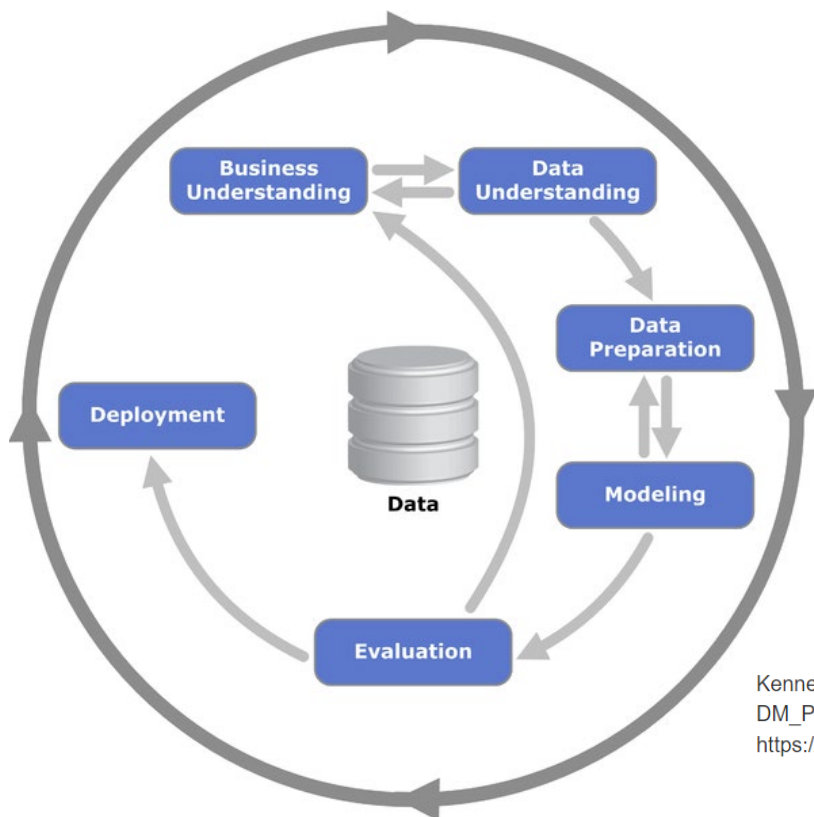 Business
Understanding
Data
Understanding
Data
Preparation
Deployment
Modeling
Data
Evaluation
Kenne
DM_P
https:/